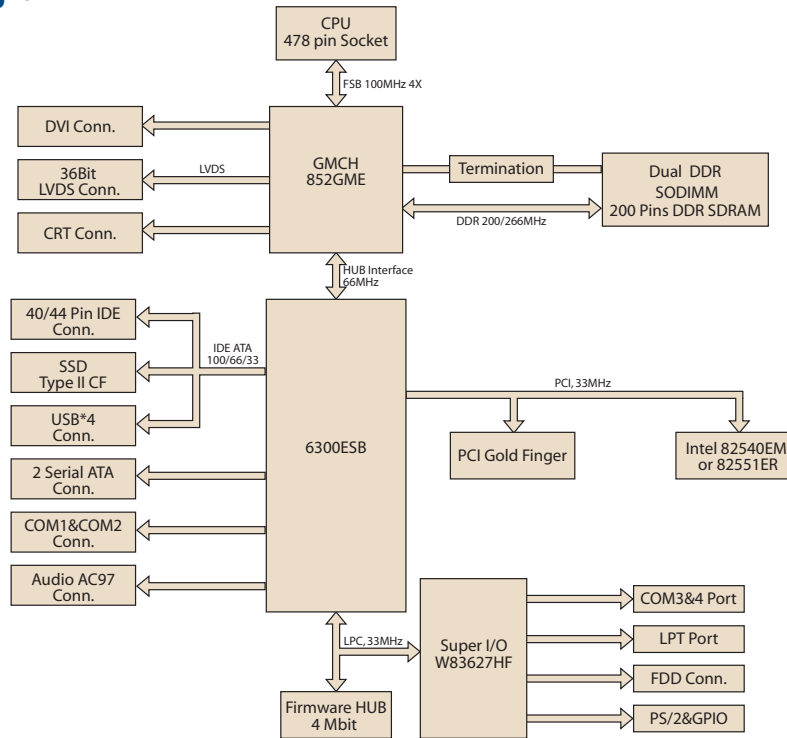 CPU
478 pin Socket
FSB 100MHz 4X
DVI Conn.
36Bit
LVDS Conn.
LVDS
CRT Conn.
GMCH
852GME
Termination
Dual DDR
SODIMM
200 Pins DDR SDRAM
DDR 200/266MHz
HUB Interface
66MHz
40/44 Pin IDE
Conn.
IDE ATA
100/66/33
SSD
Type II CF
USB*4
Conn.
2 Serial ATA
Conn.
COM1&COM2
Conn.
Audio AC97
Conn.
6300ESB
PCI, 33MHz
PCI Gold Finger
Intel 82540EM
or 82551ER
LPC, 33MHz
Firmware HUB
4 Mbit
Super I/O
W83627HF
COM3&4 Port
LPT Port
FDD Conn.
PS/2&GPIO